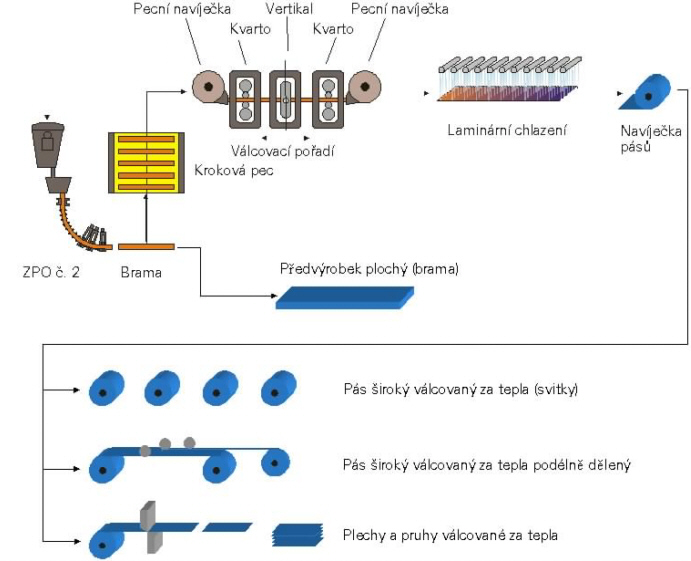 Pecní navíječka
Vertikal
Pecní navíječka
Kvarto
Kvarto
Válcovací pořadí
Laminární chlazení
Navíječka
pásů
Kroková pec
ZPO č. 2
Brama
Předvýrobek plochý (brama)
Pás široký válcovaný za tepla (svitky)
Pás široký válcovaný za tepla podélně dělený
Plechy a pruhy válcované za tepla